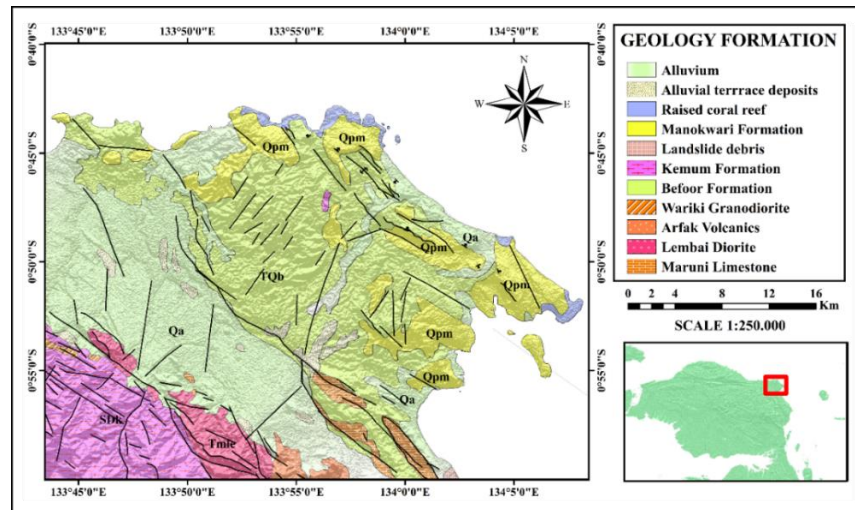 133°45'0"E 133°50'0"E 133°55'0"E 134°0'0"E 134°5'0"E
0°40'0"S 0°40'0"S
0°45'0"S 0°45'0"S
0°50'0"S 0°50'0"S
0°55'0"S 0°55'0"S
N
W E
S
Qpm Qpm
Qpm Qa
TQb Qpm
Qa Qpm
Qpm
Qa
SDk
Tmle
133°45'0"E 133°50'0"E 133°55'0"E 134°0'0"E 134°5'0"E
GEOLOGY FORMATION
Alluvium
Alluvial terrrace deposits
Raised coral reef
Manokwari Formation
Landslide debris
Kemum Formation
Befoor Formation
Wariki Granodiorite
Arfak Volcanics
Lembai Diorite
Maruni Limestone
0 2 4 8 12 16
Km
SCALE 1:250.000